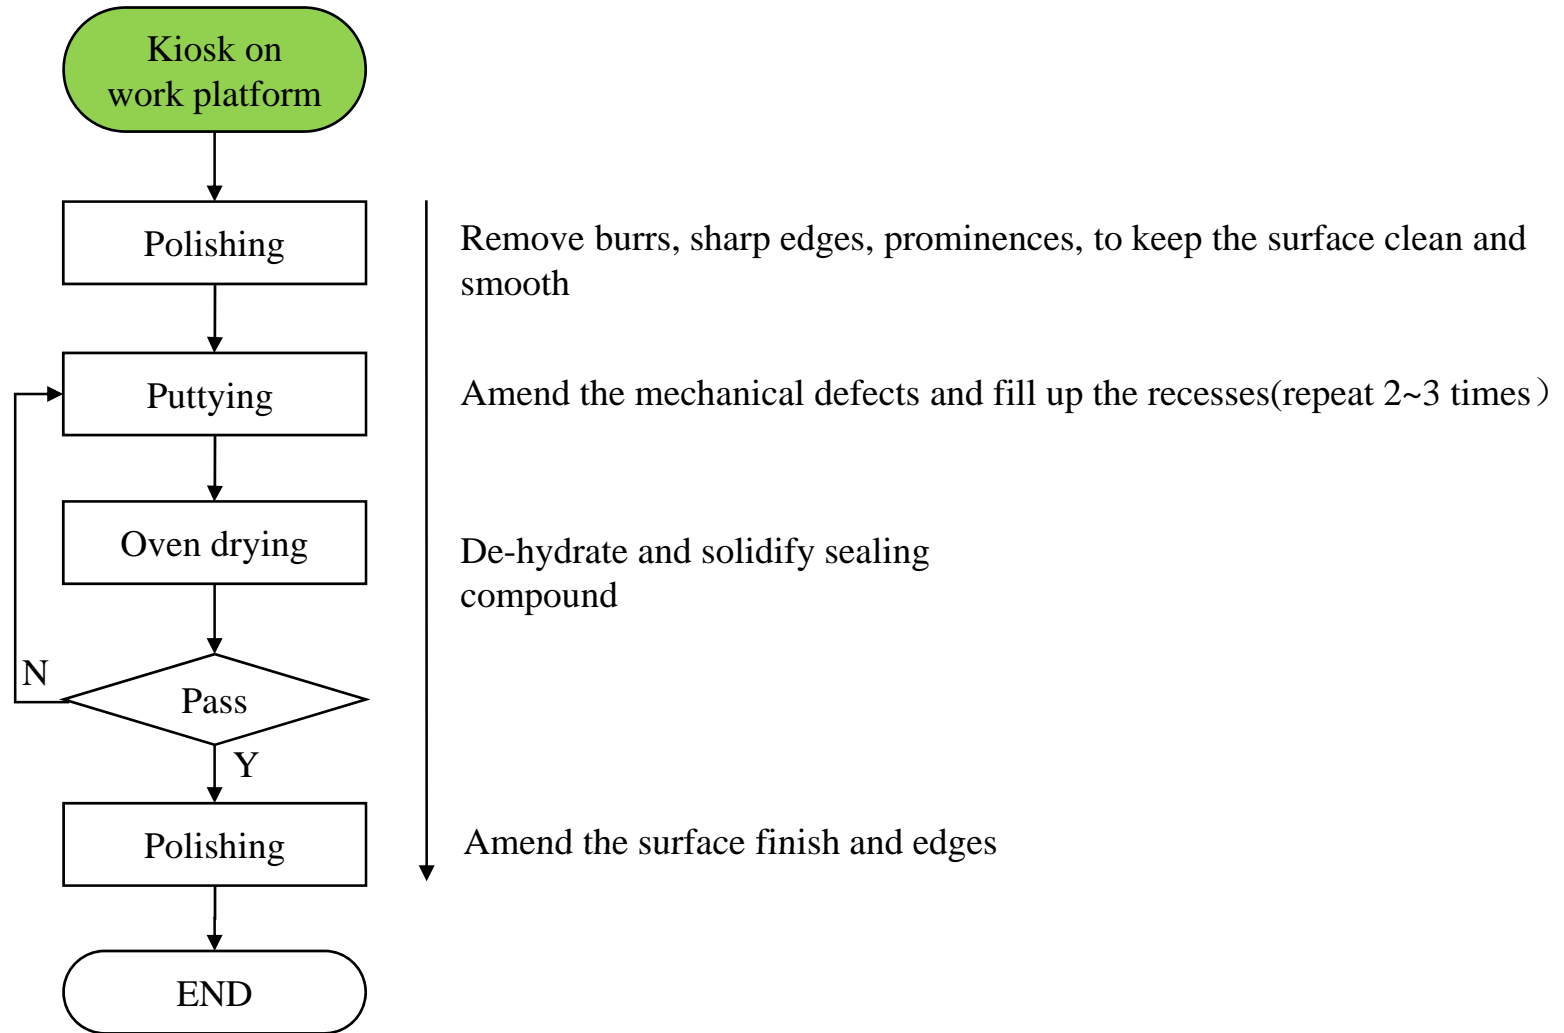 Kiosk on
work platform
Polishing
Remove burrs, sharp edges, prominences, to keep the surface clean and
smooth
Puttying
Amend the mechanical defects and fill up the recesses(repeat 2~3 times）
Oven drying
De-hydrate and solidify sealing
compound
N
Pass
Y
Polishing
Amend the surface finish and edges
END